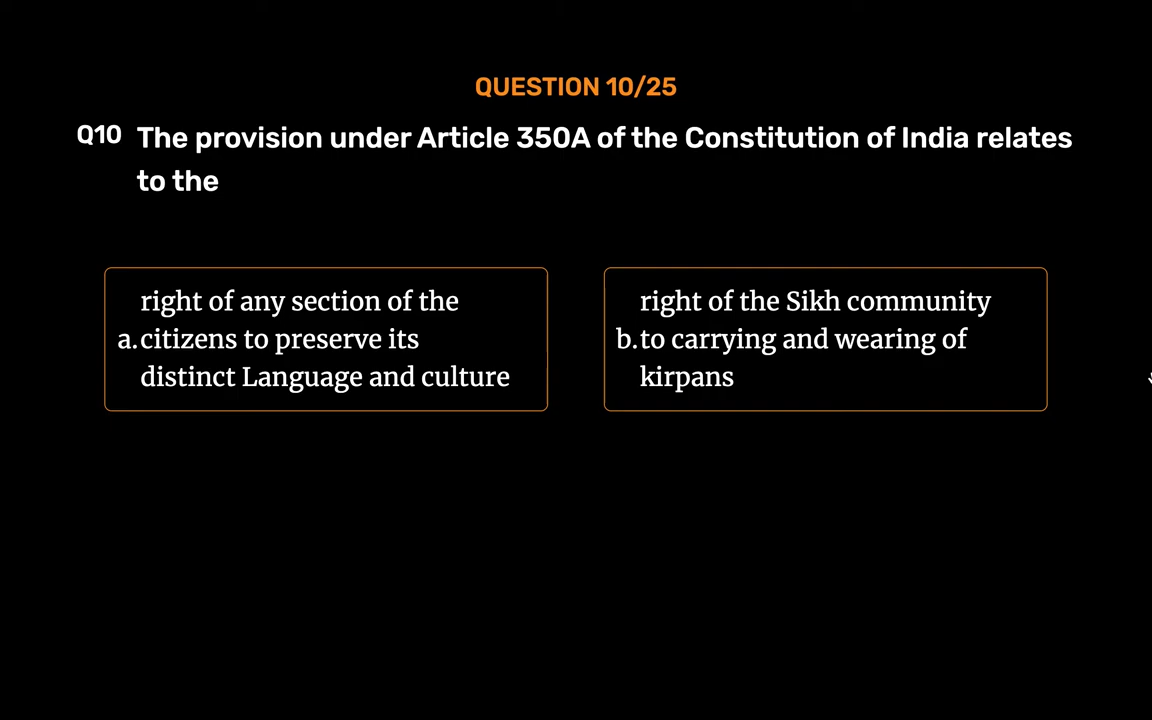 QUESTION 10/25
Q10 The provision under Article 350A of the Constitution of India relates
to the
right of any section of the
a. citizens to preserve its
distinct Language and culture
right of the Sikh community
b. to carrying and wearing of
kirpans